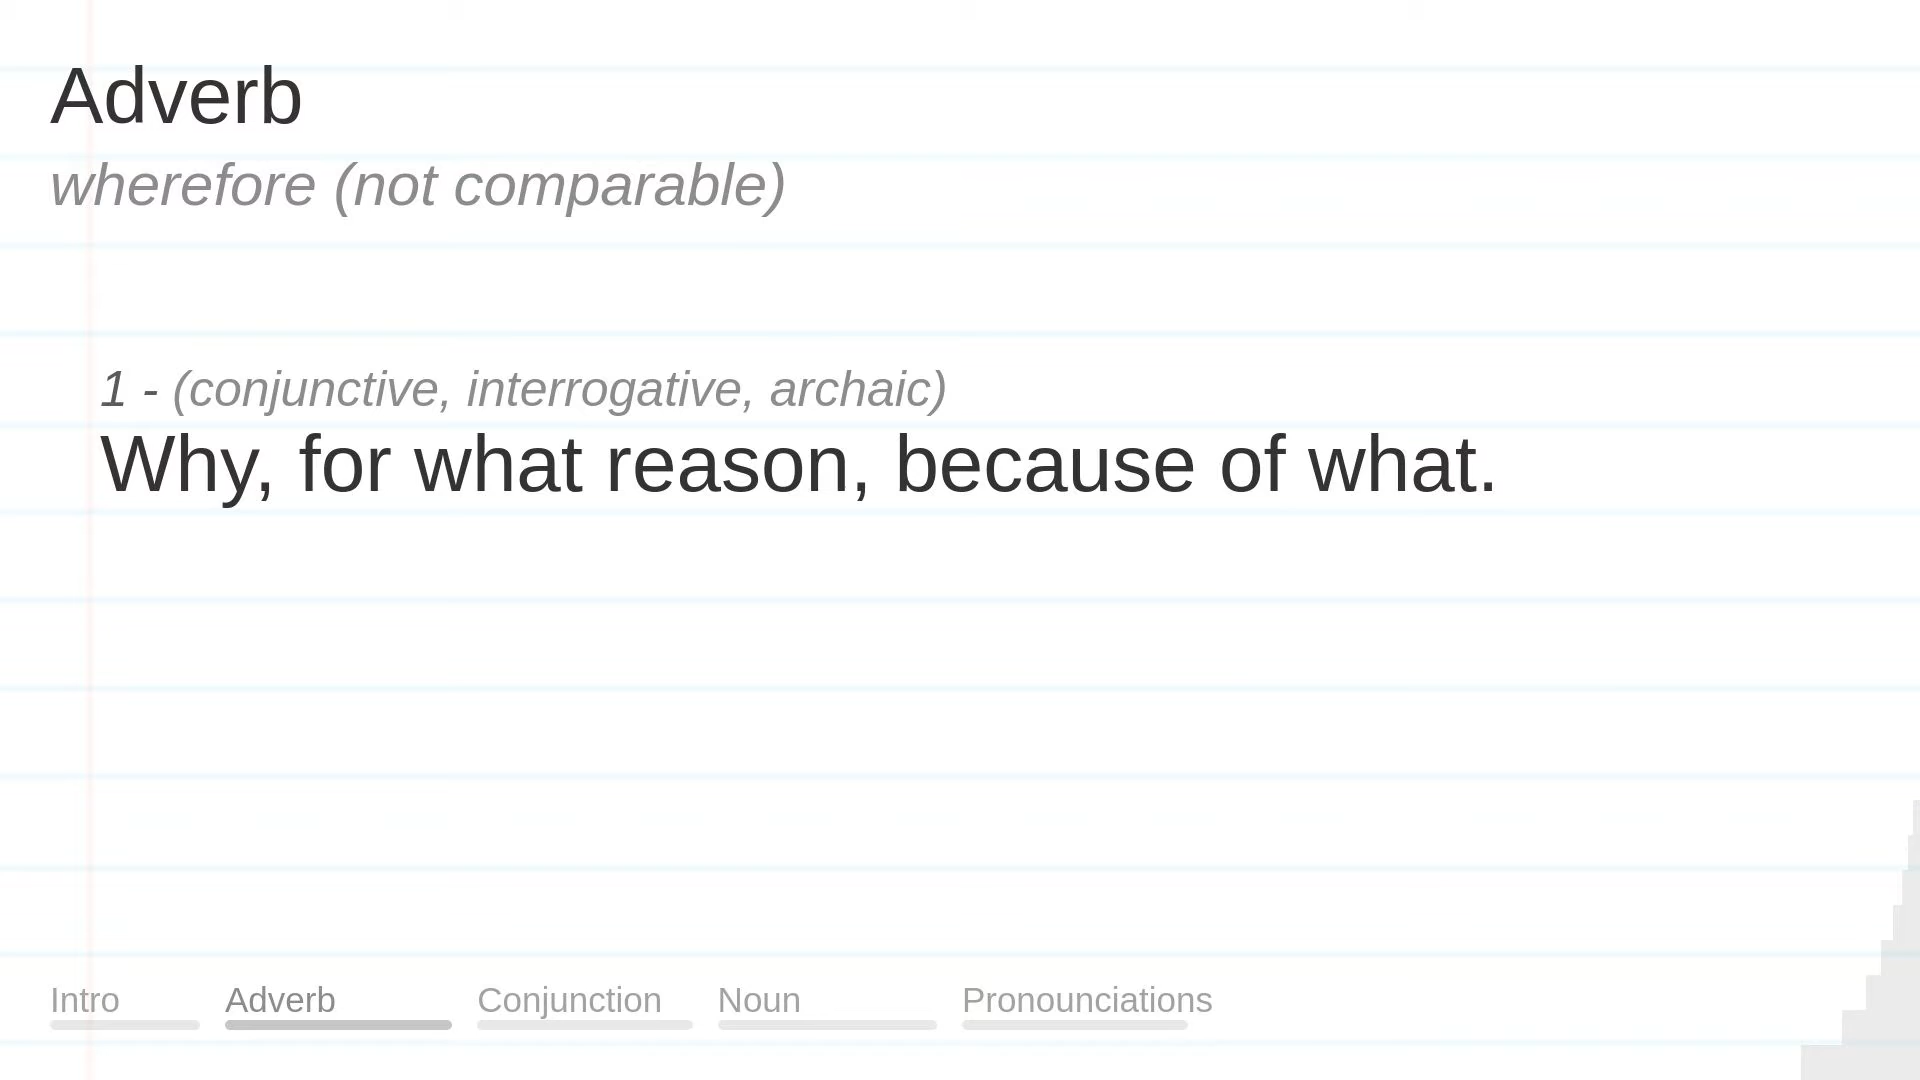 Adverb
wherefore (not comparable)
1 - (conjunctive, interrogative, archaic)
Why, for what reason, because of what.
Intro Adverb Conjunction Noun Pronounciations